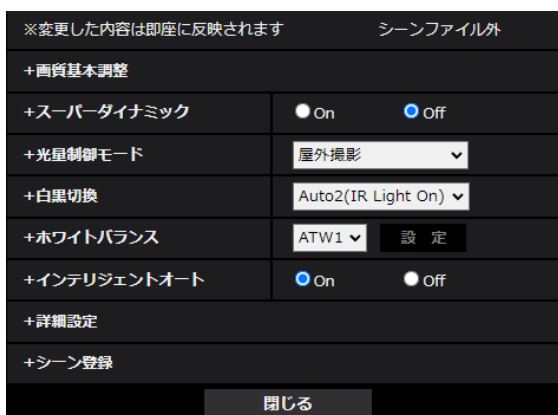 ※変更した内容は即座に反映されます シーンファイル外
+画質基本調整
+スーパーダイナミック On Off
+光量制御モード 屋外撮影
+白黒切換 Auto2(IR Light On)
+ホワイトバランス ATW1 設 定
+インテリジェントオート On Off
+詳細設定
+シーン登録
閉じる